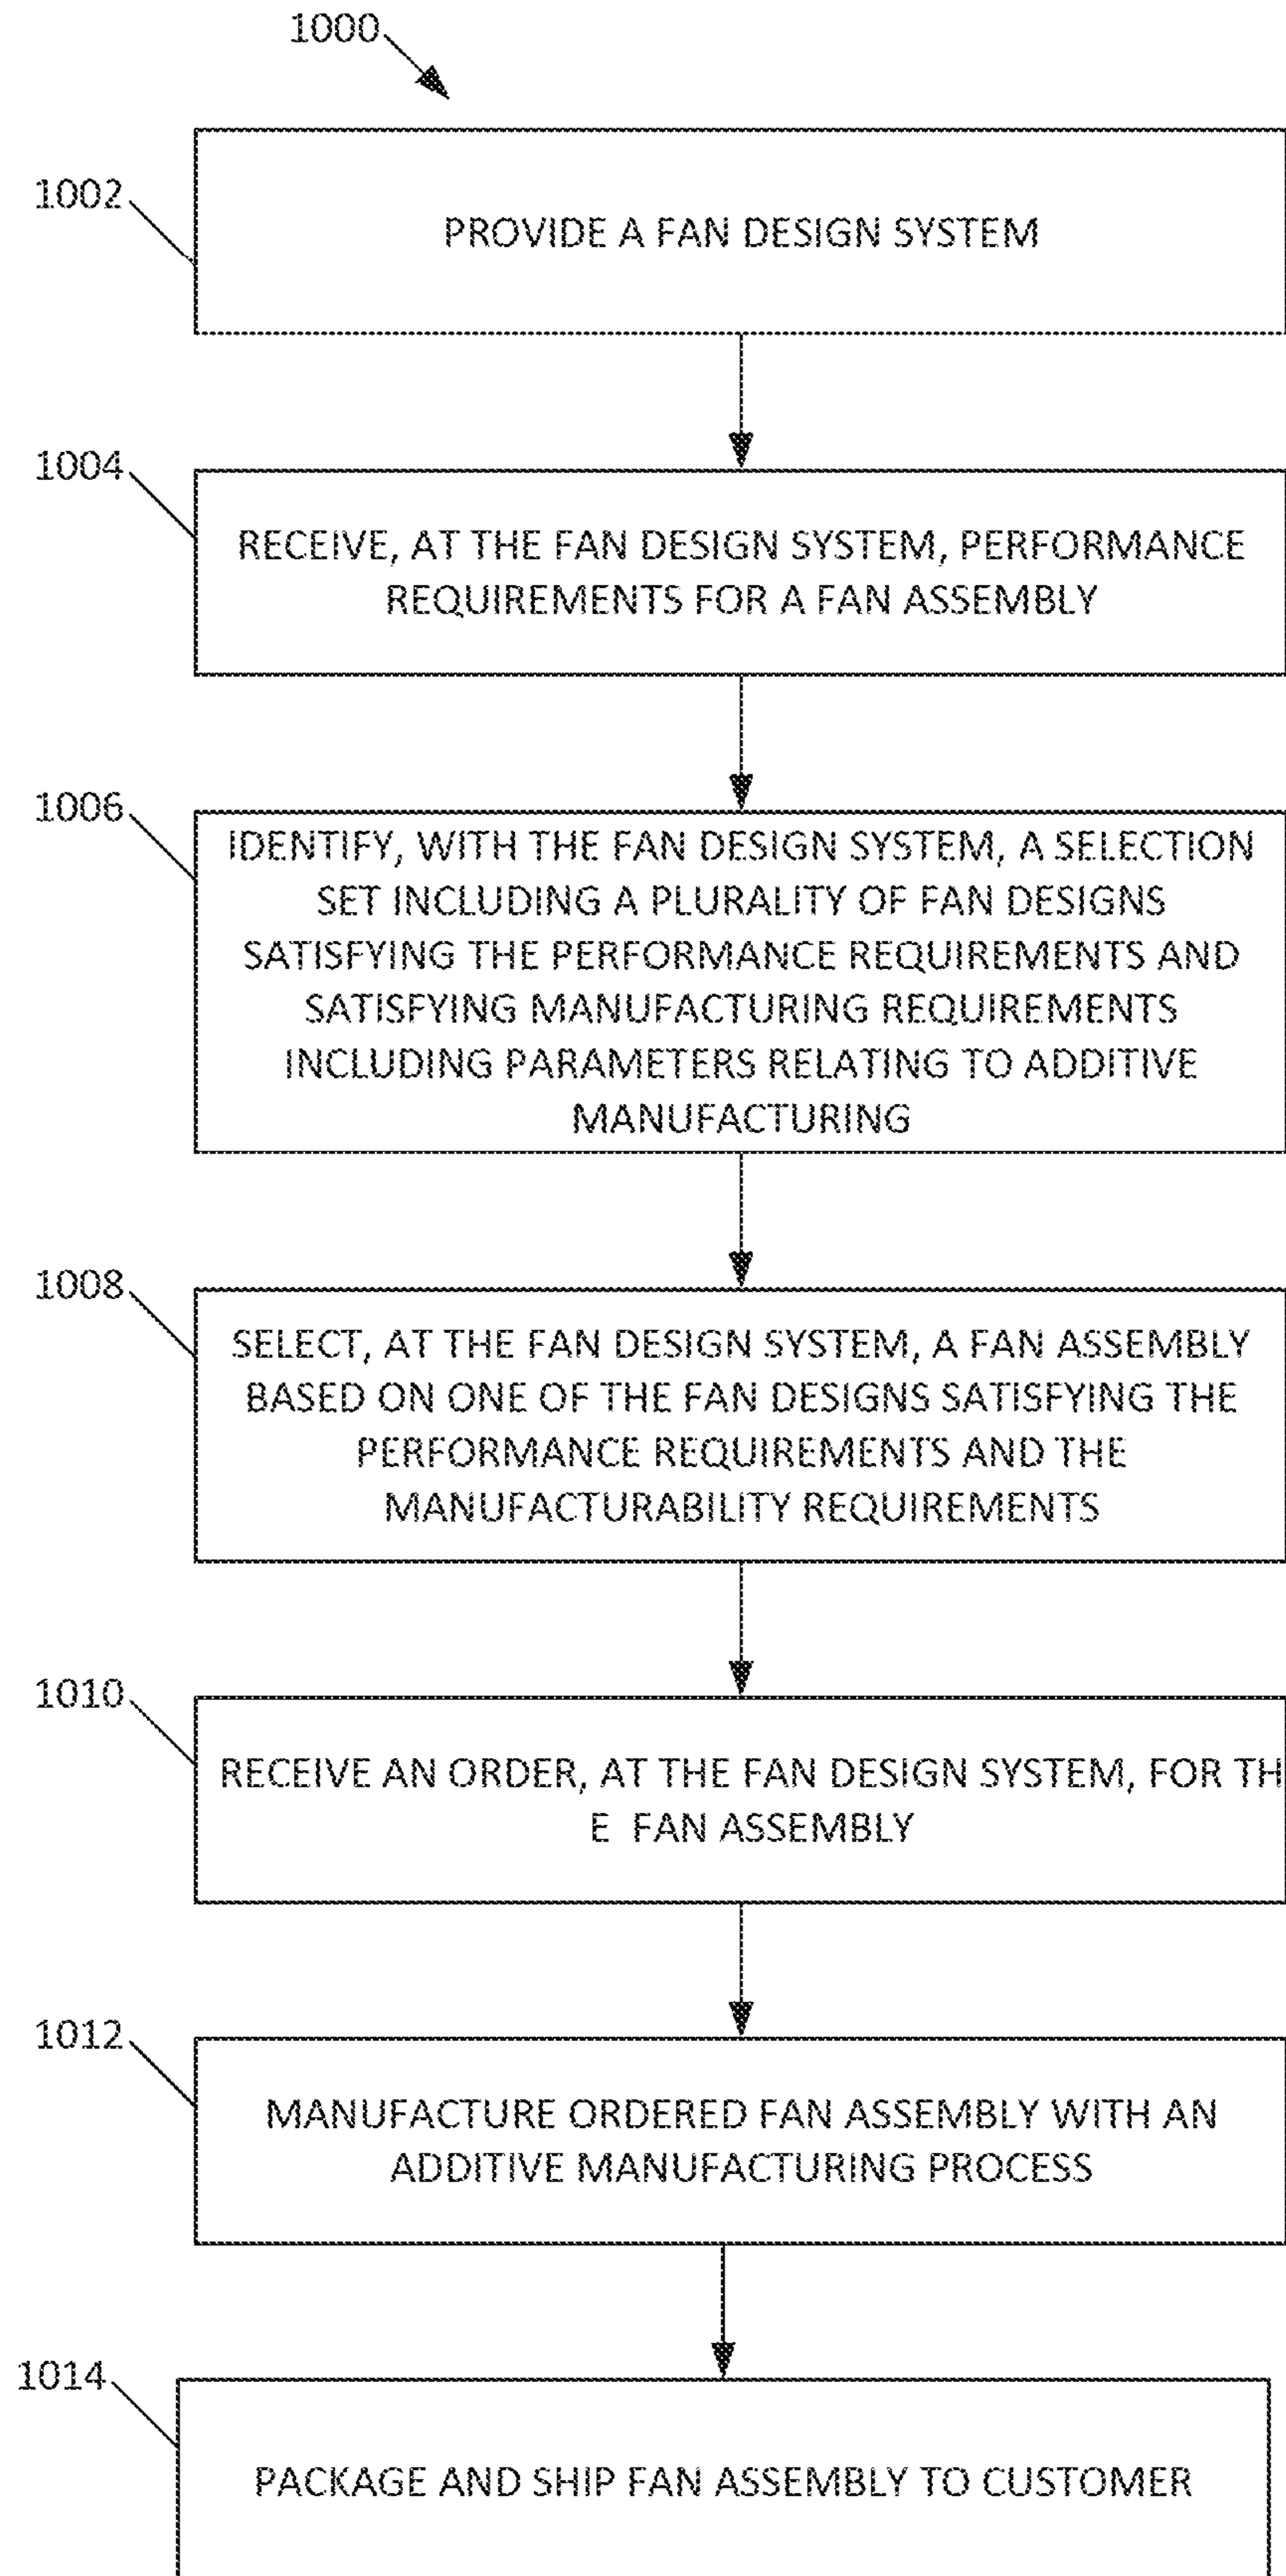 1000
1002
PROVIDE A FAN DESIGN SYSTEM
1004
RECEIVE, AT THE FAN DESIGN SYSTEM, PERFORMANCE
REQUIREMENTS FOR A FAN ASSEMBLY
1006
IDENTIFY, WITH THE FAN DESIGN SYSTEM, A SELECTION
SET INCLUDING A PLURALITY OF FAN DESIGNS
SATISFYING THE PERFORMANCE REQUIREMENTS AND
SATISFYING MANUFACTURING REQUIREMENTS
INCLUDING PARAMETERS RELATING TO ADDITIVE
MANUFACTURING
1008
SELECT, AT THE FAN DESIGN SYSTEM, A FAN ASSEMBLY
BASED ON ONE OF THE FAN DESIGNS SATISFYING THE
PERFORMANCE REQUIREMENTS AND THE
MANUFACTURABILITY REQUIREMENTS
1010
RECEIVE AN ORDER, AT THE FAN DESIGN SYSTEM, FOR TH
E FAN ASSEMBLY
1012
MANUFACTURE ORDERED FAN ASSEMBLY WITH AN
ADDITIVE MANUFACTURING PROCESS
1014
PACKAGE AND SHIP FAN ASSEMBLY TO CUSTOMER